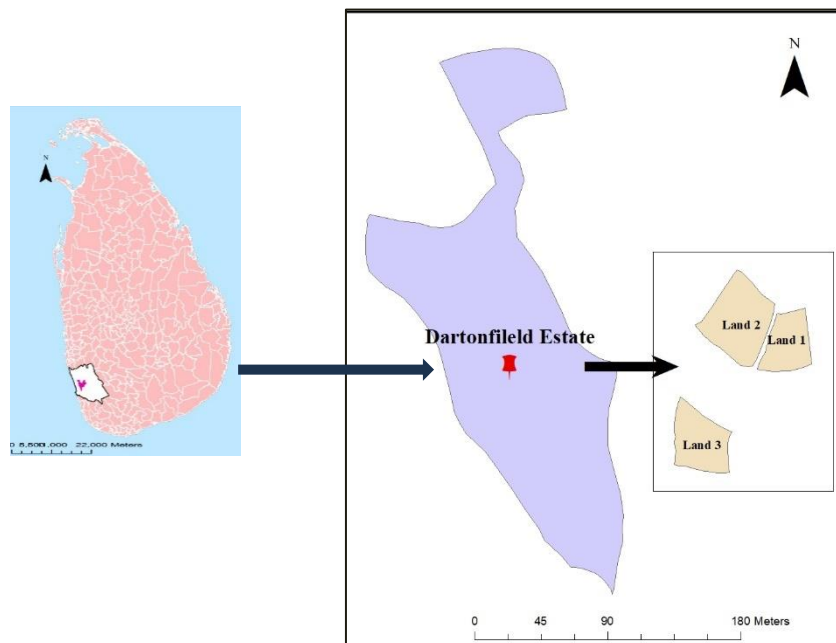 N
N
Dartonfileld Estate
Land 2
Land 1
Land 3
0 5,500 11,000 22,000 Meters
0 45 90 180 Meters